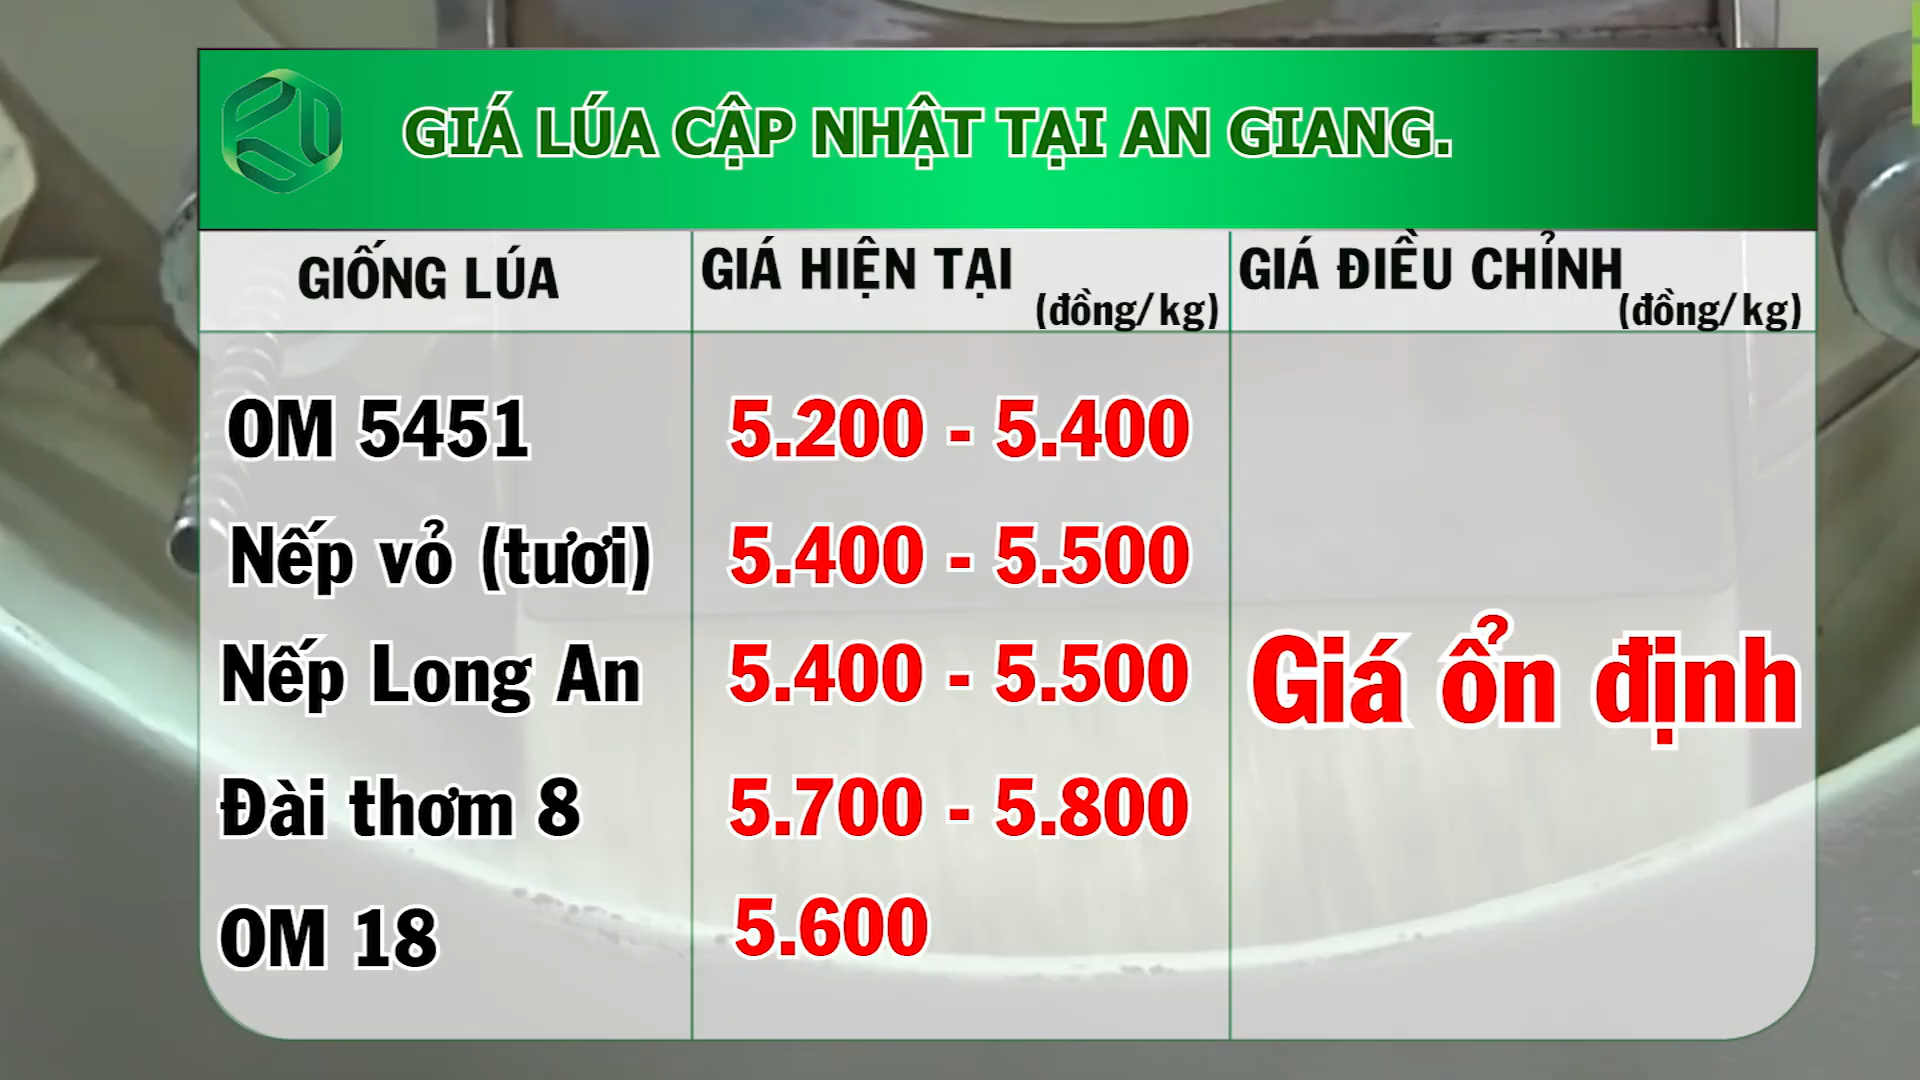 GIÁ LÚA CẬP NHẬT TẠI AN GIANG.
GIỐNG LÚA GIÁ HIỆN TẠI (đồng/kg) GIÁ ĐIỀU CHỈNH (đồng/kg)
OM 5451 5.200 - 5.400
Nếp vỏ (tươi) 5.400 - 5.500
Nếp Long An 5.400 - 5.500 Giá ổn định
Đài thơm 8 5.700 - 5.800
OM 18 5.600